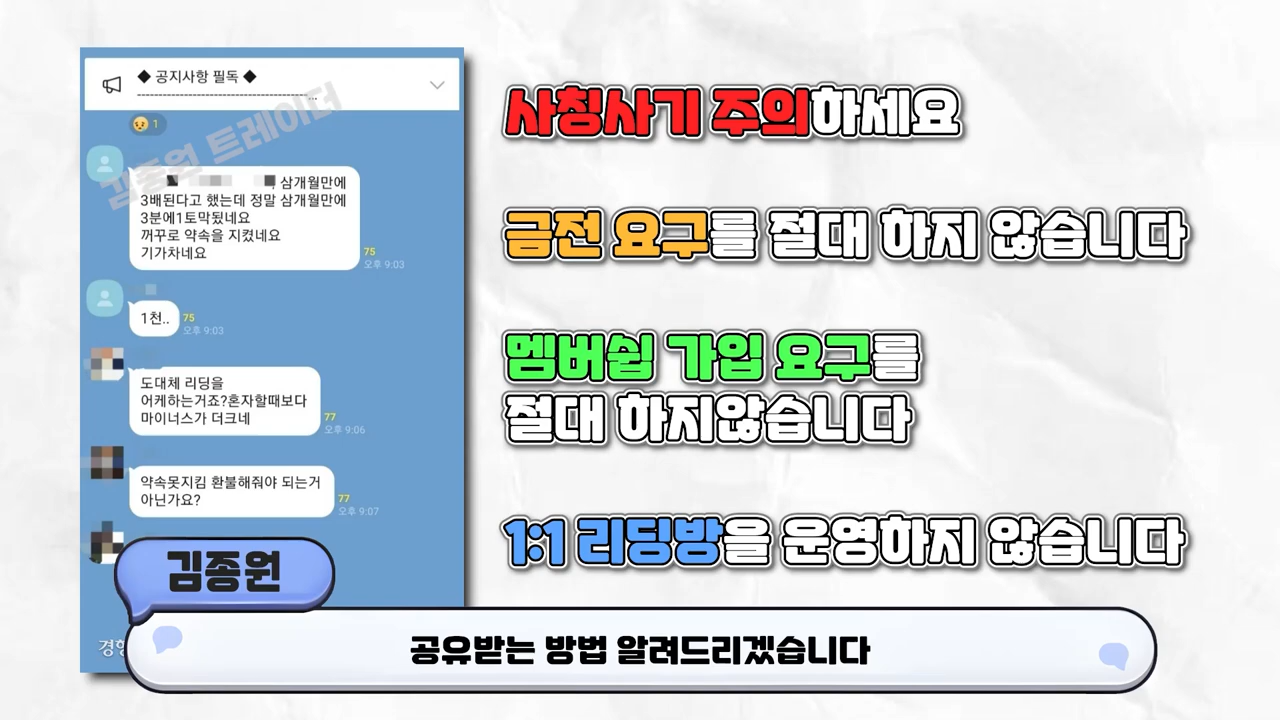 ◆ 공지사항 필독 ◆
1
김종원 트레이더
삼개월만에
3배된다고 했는데 정말 삼개월만에
3분에1토막됬네요
꺼꾸로 약속을 지켰네요
기가차네요
75
오후 9:03
1천..
75
오후 9:03
도대체 리딩을
어케하는거죠?혼자할때보다
마이너스가 더크네
77
오후 9:06
약속못지킴 환불해줘야 되는거
아닌가요?
77
오후 9:07
사칭사기 주의하세요
금전 요구를 절대 하지 않습니다
멤버쉽 가입 요구를
절대 하지않습니다
1:1 리딩방을 운영하지 않습니다
김종원
공유받는 방법 알려드리겠습니다